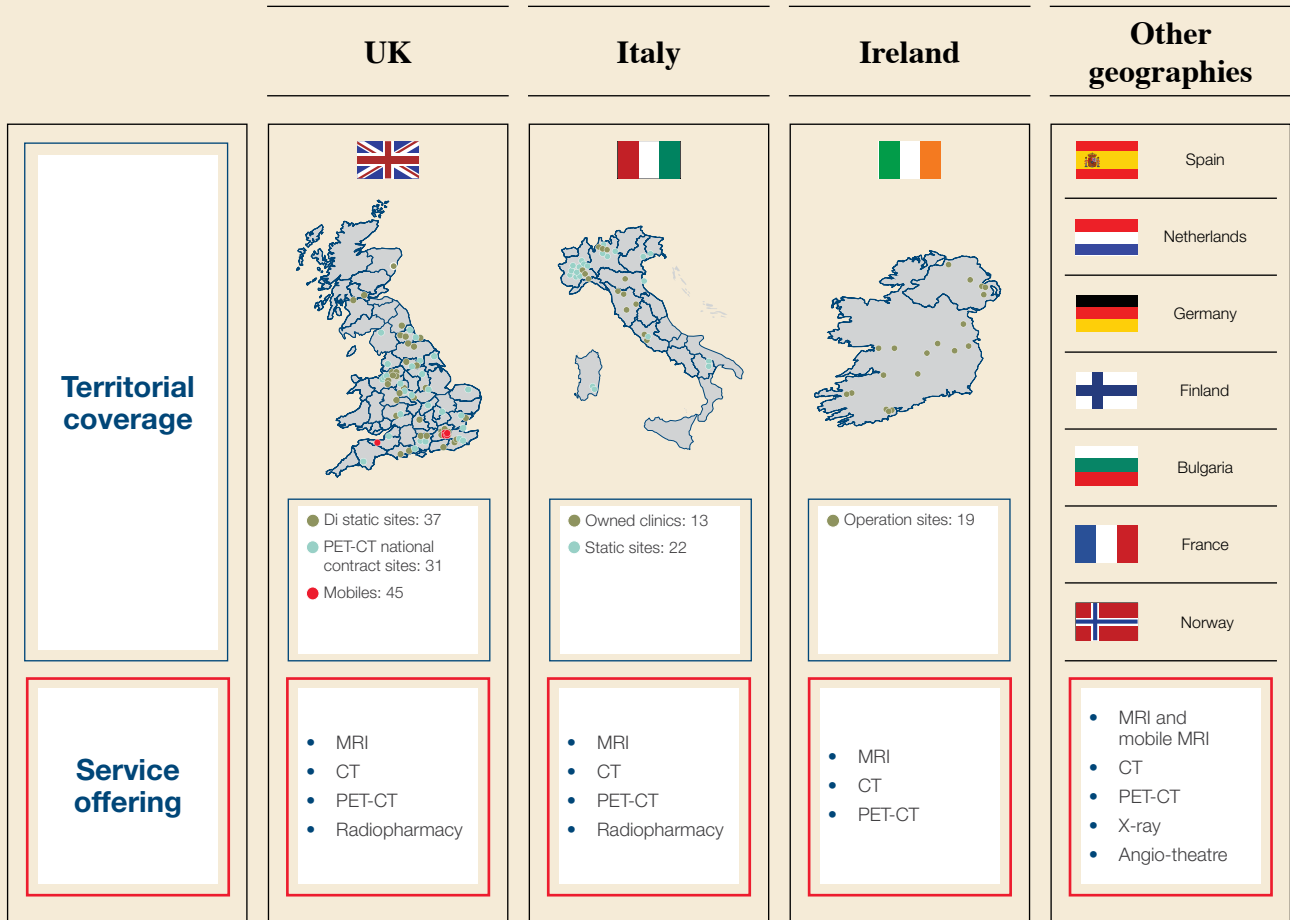 UK
Italy
Ireland
Other
geographies
Territorial
coverage
Di static sites: 37
PET-CT national
contract sites: 31
Mobiles: 45
Owned clinics: 13
Static sites: 22
Operation sites: 19
Spain
Netherlands
Germany
Finland
Bulgaria
France
Norway
Service
offering
• MRI
• CT
• PET-CT
• Radiopharmacy
• MRI
• CT
• PET-CT
• Radiopharmacy
• MRI
• CT
• PET-CT
• MRI and
mobile MRI
• CT
• PET-CT
• X-ray
• Angio-theatre